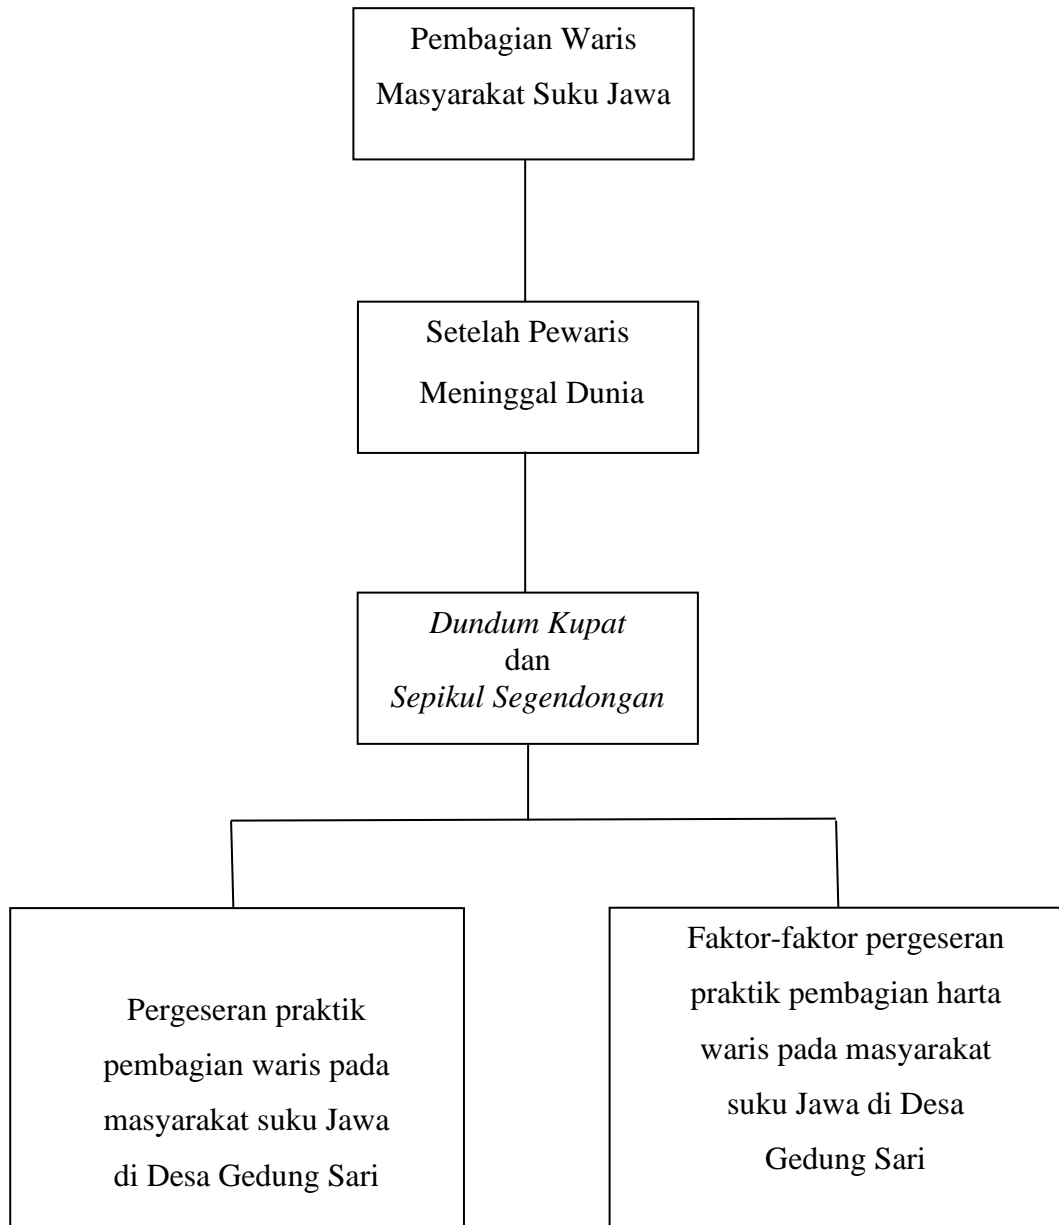 Pembagian Waris
Masyarakat Suku Jawa
Setelah Pewaris
Meninggal Dunia
Dundum Kupat
dan
Sepikul Segendongan
Pergeseran praktik
pembagian waris pada
masyarakat suku Jawa
di Desa Gedung Sari
Faktor-faktor pergeseran
praktik pembagian harta
waris pada masyarakat
suku Jawa di Desa
Gedung Sari